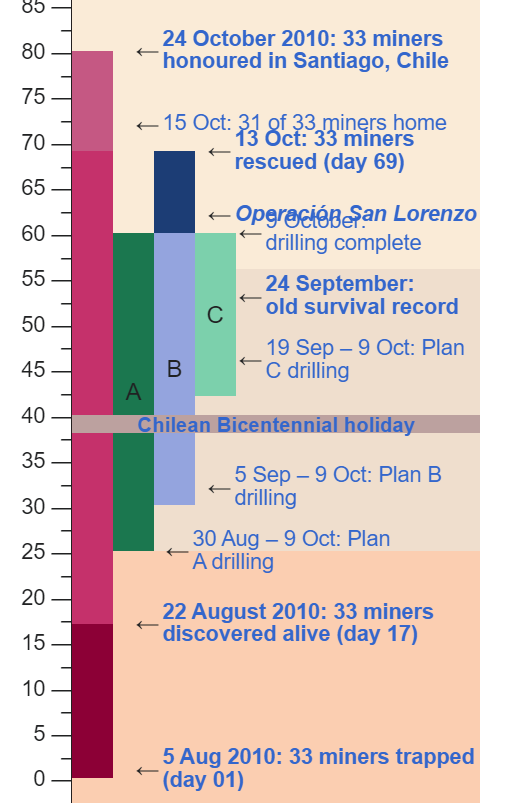 85
80
24 October 2010: 33 miners
honoured in Santiago, Chile
75
15 Oct: 31 of 33 miners home
70
13 Oct: 33 miners
rescued (day 69)
65
Operación San Lorenzo
60
9 October:
drilling complete
55
24 September:
old survival record
50
C
45
19 Sep – 9 Oct: Plan
C drilling
B
A
40
Chilean Bicentennial holiday
35
5 Sep – 9 Oct: Plan B
drilling
30
30 Aug – 9 Oct: Plan
A drilling
25
20
22 August 2010: 33 miners
discovered alive (day 17)
15
10
5
5 Aug 2010: 33 miners trapped
(day 01)
0